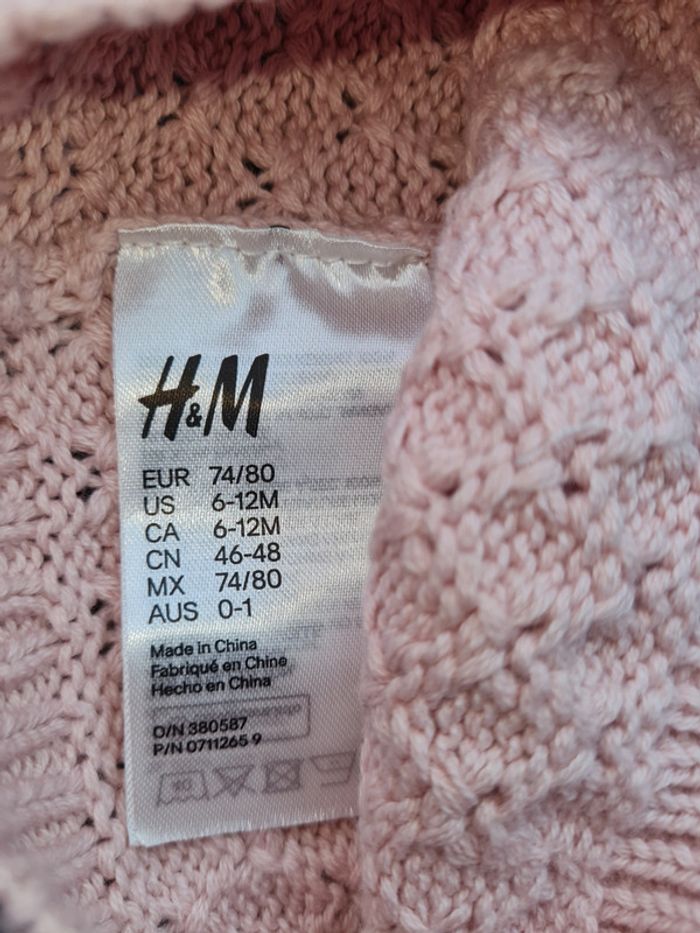 H&M
EUR 74/80
US 6-12M
CA 6-12M
CN 46-48
MX 74/80
AUS 0-1
Made in China
Fabriqué en Chine
Hecho en China
O/N 380587
P/N 0711265 9